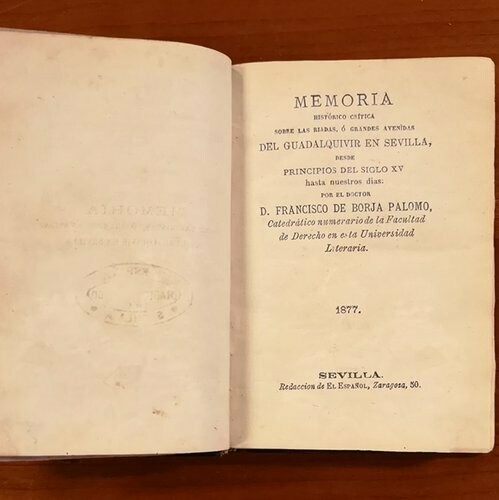 MEMORIA
HISTÓRICO CRÍTICA
SOBRE LAS RIADAS, Ó GRANDES AVENIDAS
DEL GUADALQUIVIR EN SEVILLA,
DESDE
PRINCIPIOS DEL SIGLO XV
hasta nuestros dias:
POR EL DOCTOR
D. FRANCISCO DE BORJA PALOMO,
Catedrático numerario de la Facultad
de Derecho en esta Universidad
Literaria.
1877.
SEVILLA.
Redaccion de EL ESPAÑOL, Zaragoza, 50.